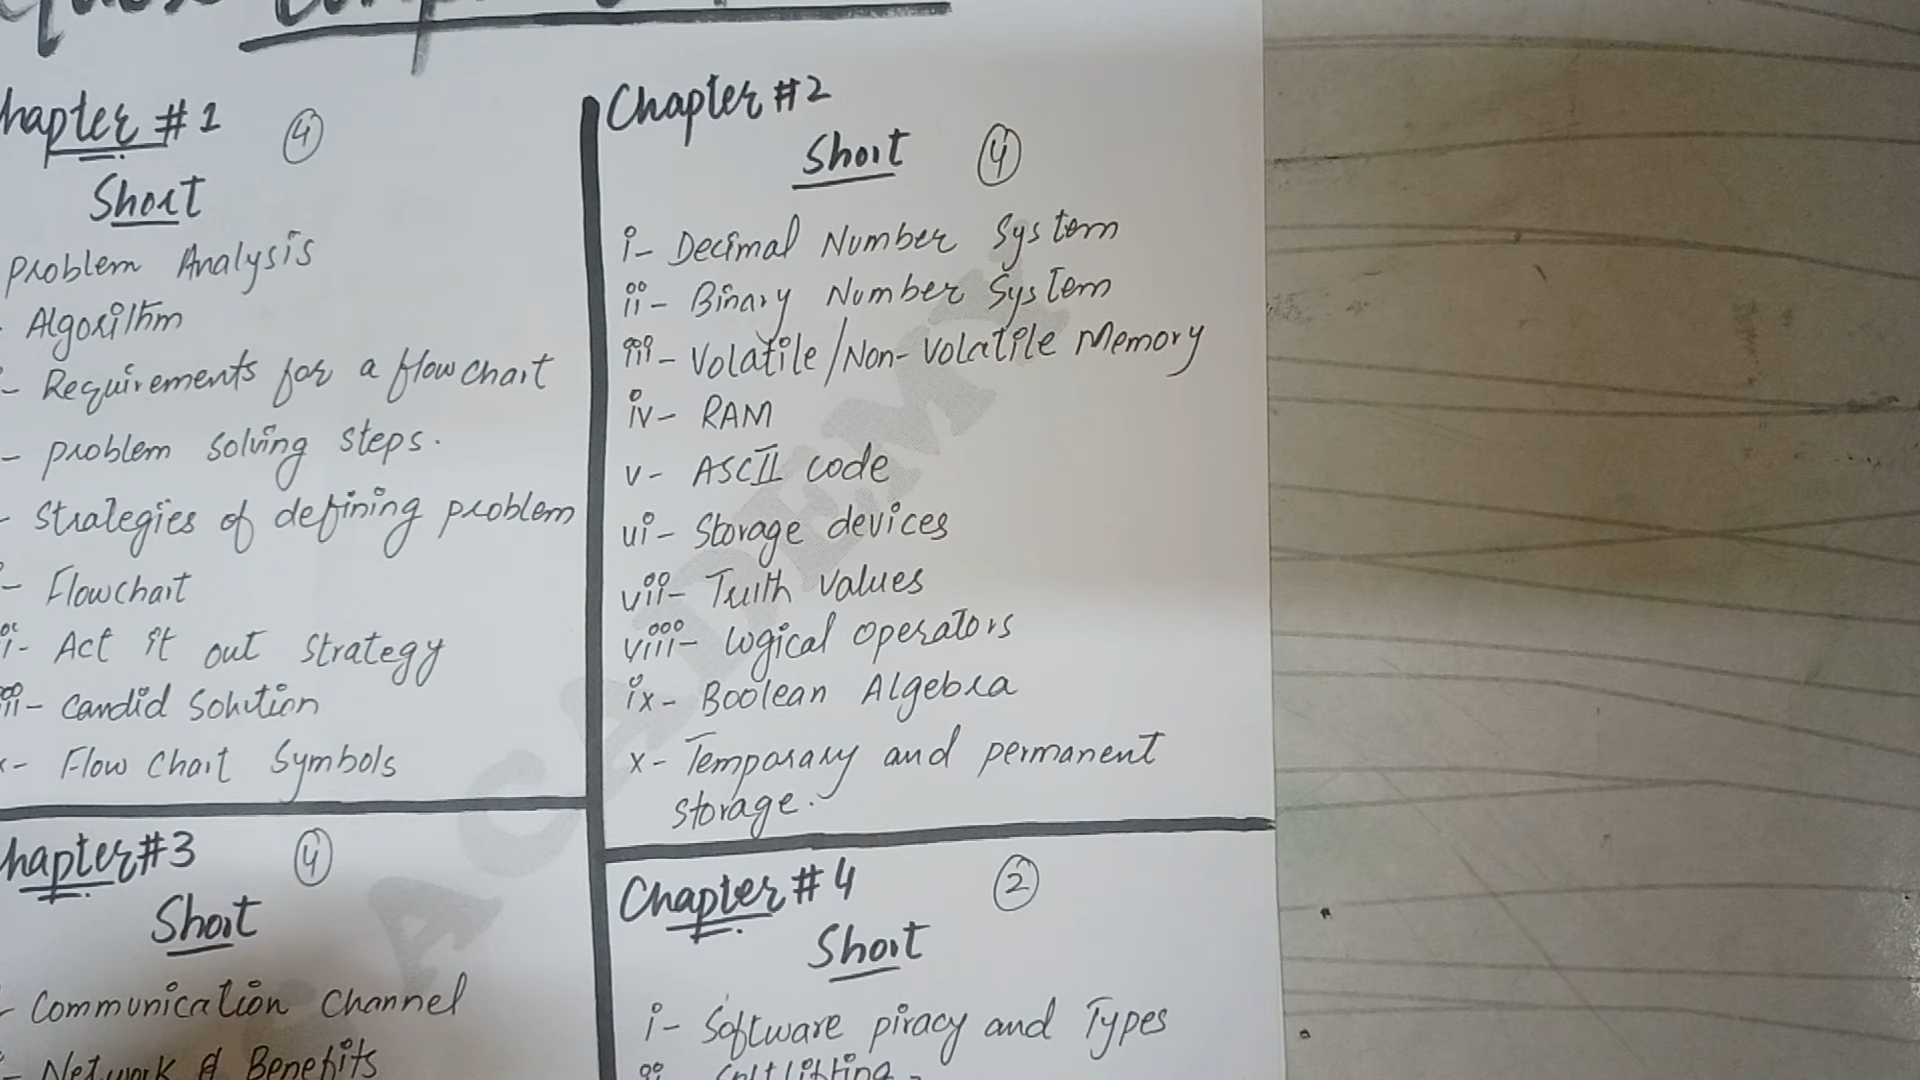 Chapter #1 4
Short
Problem Analysis
- Algorithm
- Requirements for a flowchart
- problem solving steps.
- Strategies of defining problem
- Flowchart
i- Act it out strategy
iii- Candid Solution
x- Flow Chart Symbols
Chapter #2
Short 4
i- Decimal Number System
ii- Binary Number System
iii- Volatile/Non-Volatile Memory
iv- RAM
v- ASCII code
vi- Storage devices
vii- Truth values
viii- logical operators
ix- Boolean Algebra
x- Temporary and permanent
storage.
Chapter #3 4
Short
- Communication Channel
- Network & Benefits
Chapter #4 2
Short
i- Software piracy and Types
ACADEMY